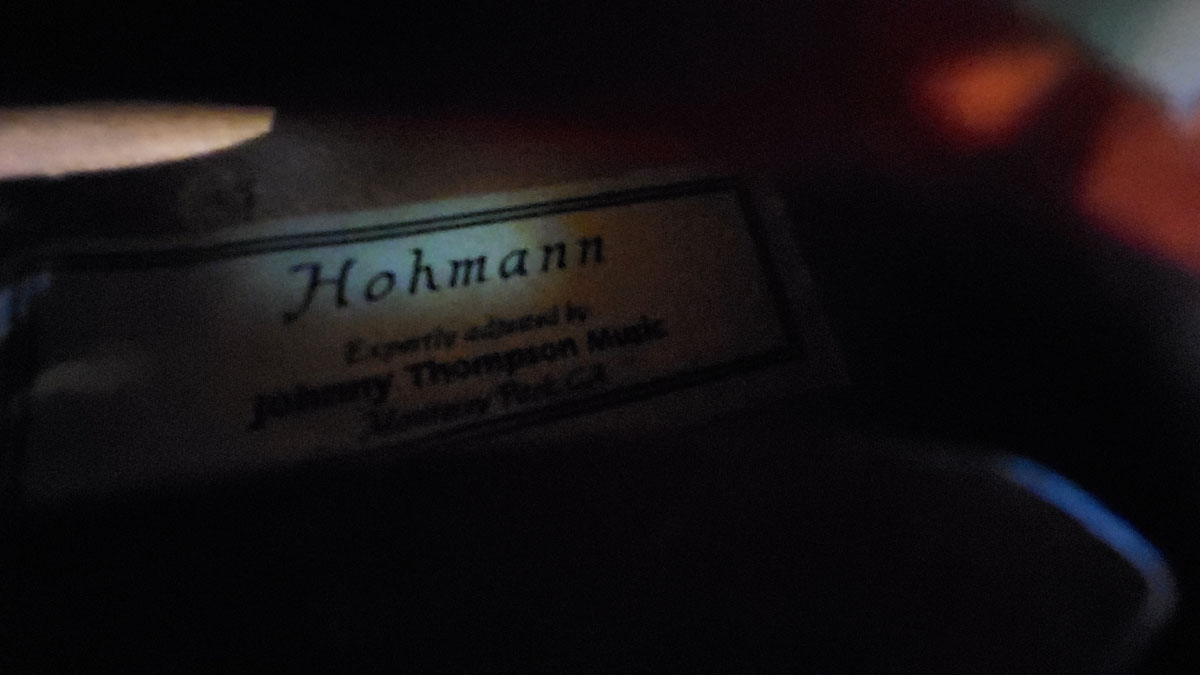 Hohmann
Expertly adjusted by
Johnny Thompson Music
Monterey Park, CA